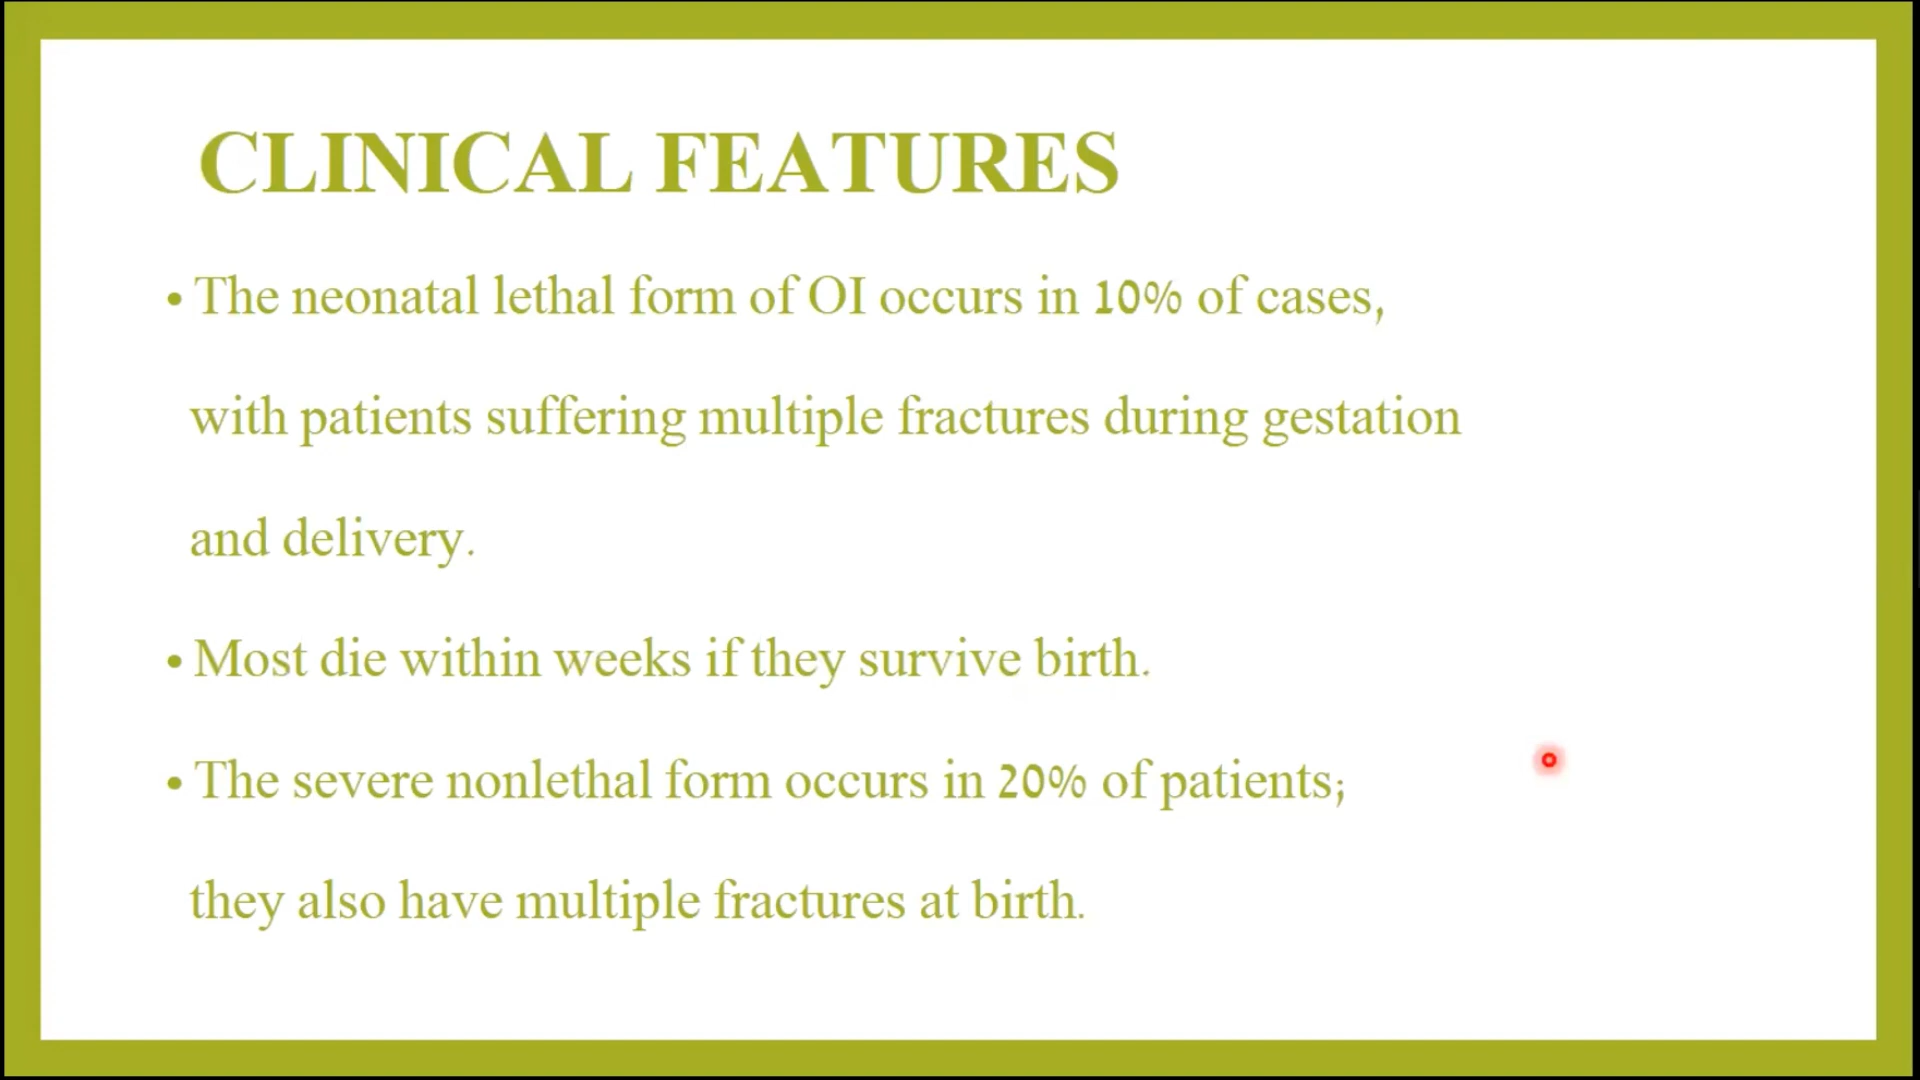 CLINICAL FEATURES
• The neonatal lethal form of OI occurs in 10% of cases,
with patients suffering multiple fractures during gestation
and delivery.
• Most die within weeks if they survive birth.
• The severe nonlethal form occurs in 20% of patients;
they also have multiple fractures at birth.